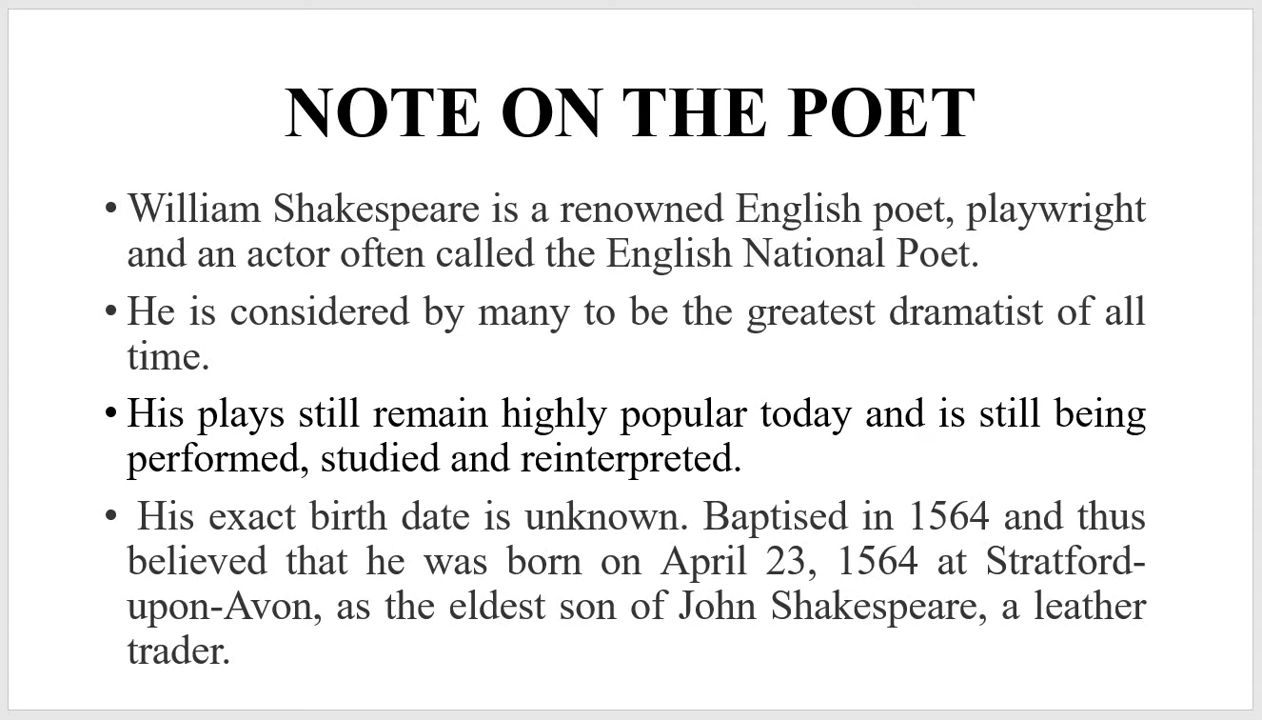 NOTE ON THE POET
• William Shakespeare is a renowned English poet, playwright
and an actor often called the English National Poet.
• He is considered by many to be the greatest dramatist of all
time.
• His plays still remain highly popular today and is still being
performed, studied and reinterpreted.
• His exact birth date is unknown. Baptised in 1564 and thus
believed that he was born on April 23, 1564 at Stratford-
upon-Avon, as the eldest son of John Shakespeare, a leather
trader.